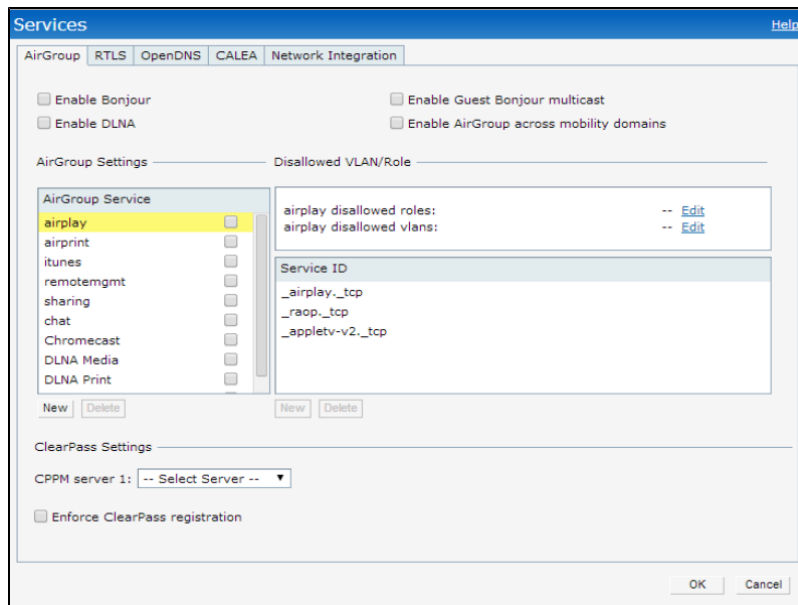 Services Help
AirGroup RTLS OpenDNS CALEA Network Integration
Enable Bonjour Enable Guest Bonjour multicast
Enable DLNA Enable AirGroup across mobility domains
AirGroup Settings Disallowed VLAN/Role
AirGroup Service
airplay
airprint
itunes
remotemgmt
sharing
chat
Chromecast
DLNA Media
DLNA Print
New Delete
airplay disallowed roles: -- Edit
airplay disallowed vlans: -- Edit
Service ID
_airplay._tcp
_raop._tcp
_appletv-v2._tcp
New Delete
ClearPass Settings
CPPM server 1: -- Select Server --
Enforce ClearPass registration
OK Cancel